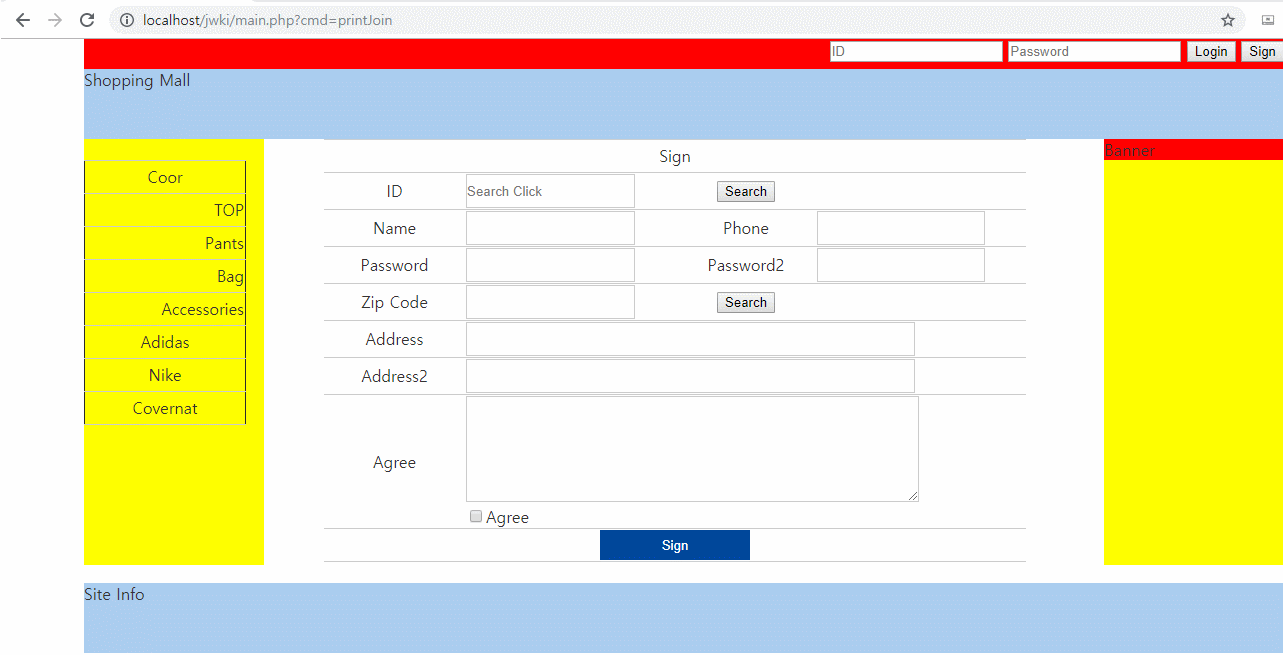 localhost/jwki/main.php?cmd=printJoin
ID Password Login Sign
Shopping Mall
Coor
TOP
Pants
Bag
Accessories
Adidas
Nike
Covernat
Sign
ID Search Click Search
Name Phone
Password Password2
Zip Code Search
Address
Address2
Agree
Agree
Sign
Banner
Site Info